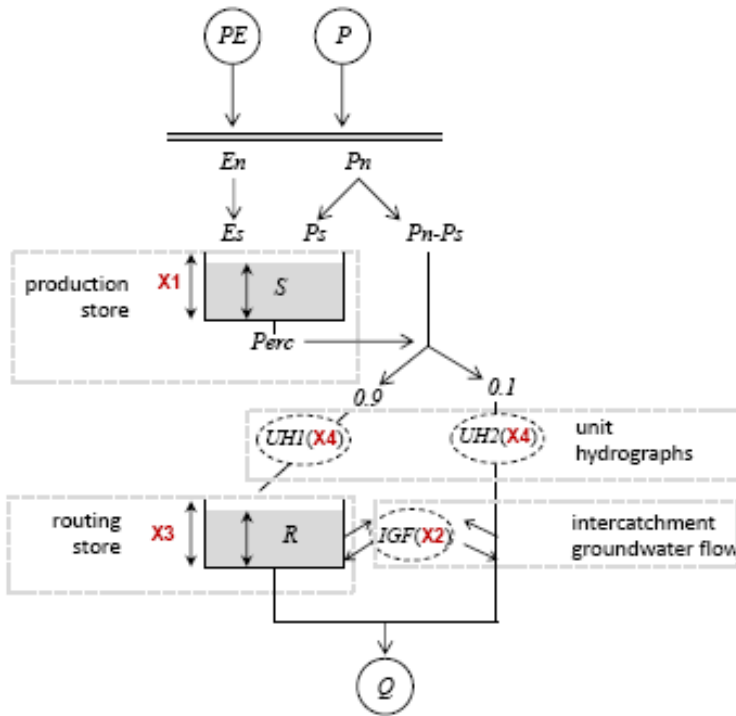 PE
P
En
Pn
Es
Ps
Pn-Ps
production
store
X1
S
Perc
0.9
0.1
UH1(X4)
UH2(X4)
unit
hydrographs
routing
store
X3
R
IGF(X2)
intercatchment
groundwater flow
Q